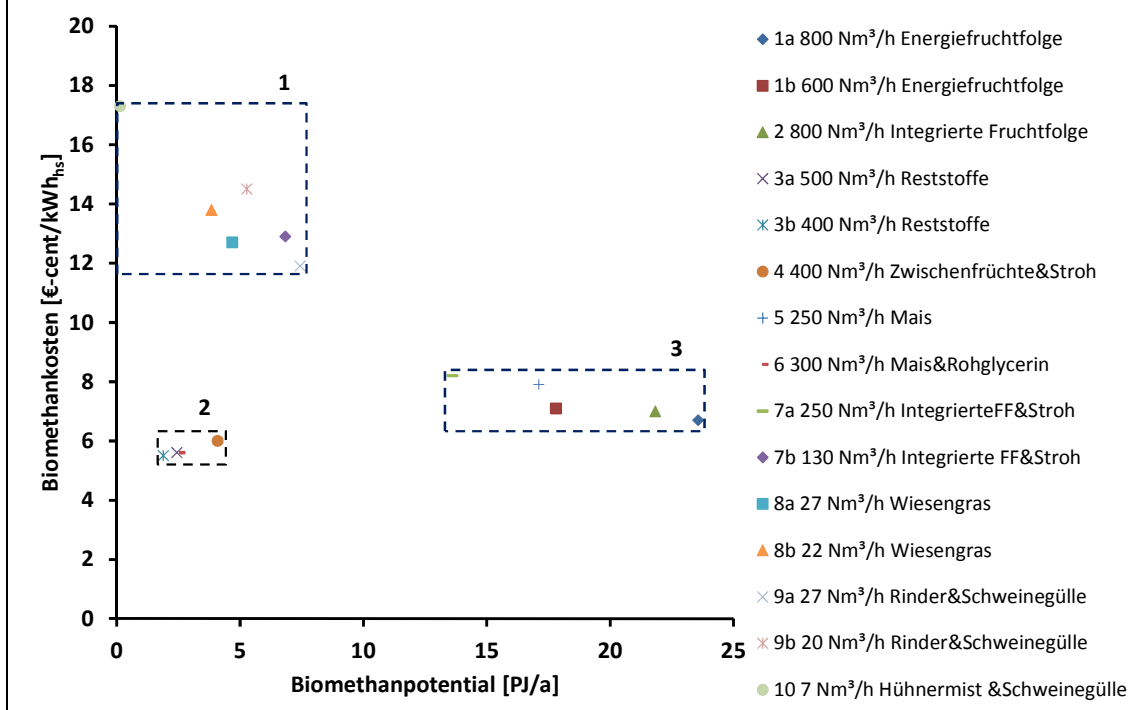 20
18
16
14
12
10
8
6
4
2
0
0
5
10
15
20
25
Biomethankosten [€-cent/kWh_hs]
Biomethanpotential [PJ/a]
1
2
3
1a 800 Nm³/h Energiefruchtfolge
1b 600 Nm³/h Energiefruchtfolge
2 800 Nm³/h Integrierte Fruchtfolge
3a 500 Nm³/h Reststoffe
3b 400 Nm³/h Reststoffe
4 400 Nm³/h Zwischenfrüchte&Stroh
5 250 Nm³/h Mais
6 300 Nm³/h Mais&Rohglycerin
7a 250 Nm³/h IntegrierteFF&Stroh
7b 130 Nm³/h Integrierte FF&Stroh
8a 27 Nm³/h Wiesengras
8b 22 Nm³/h Wiesengras
9a 27 Nm³/h Rinder&Schweinegülle
9b 20 Nm³/h Rinder&Schweinegülle
10 7 Nm³/h Hühnermist &Schweinegülle